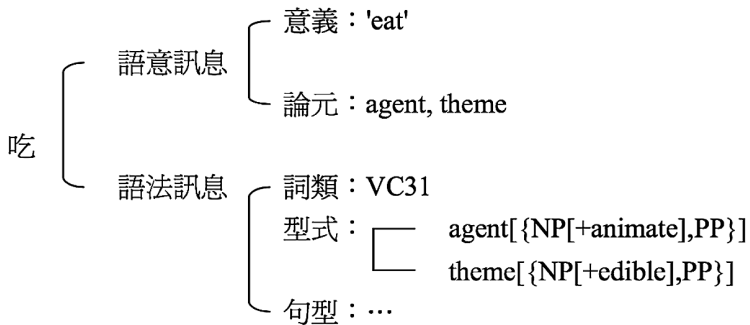 吃
語意訊息
意義：'eat'
論元：agent, theme
語法訊息
詞類：VC31
型式：
agent[{NP[+animate],PP}]
theme[{NP[+edible],PP}]
句型：…